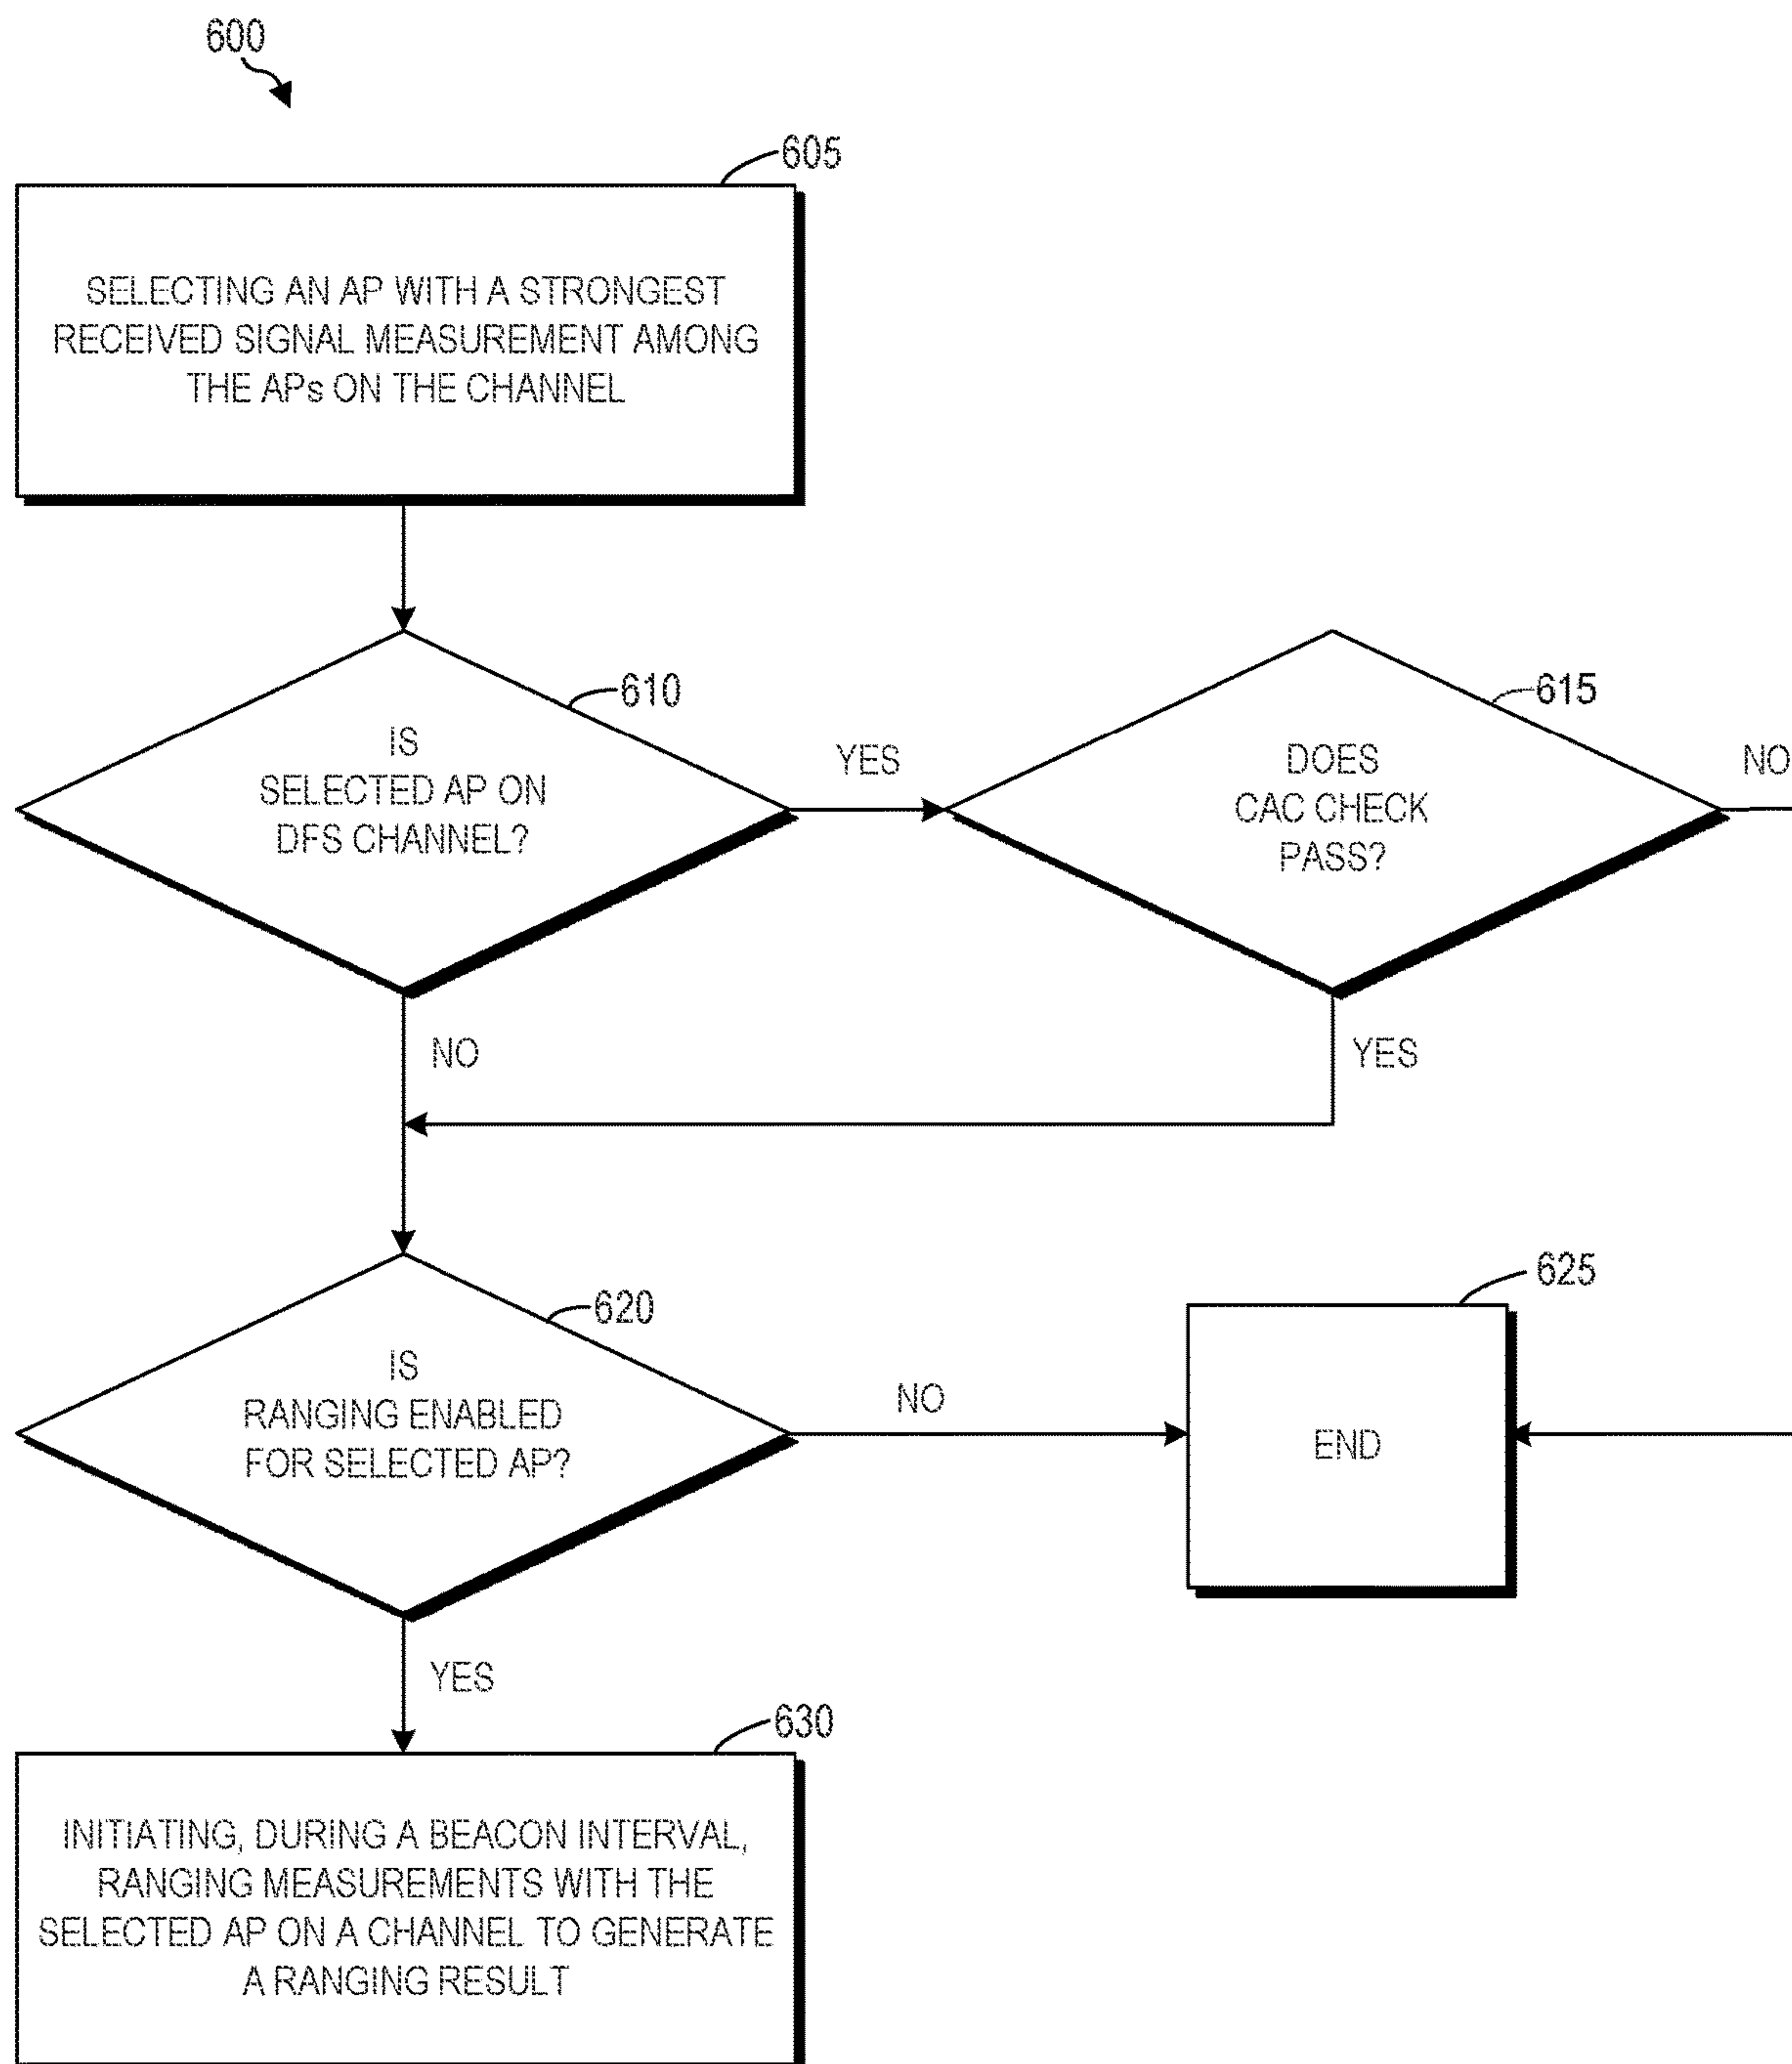 600
605
SELECTING AN AP WITH A STRONGEST
RECEIVED SIGNAL MEASUREMENT AMONG
THE APs ON THE CHANNEL
610
IS
SELECTED AP ON
DFS CHANNEL?
YES
615
DOES
CAC CHECK
PASS?
NO
NO
YES
620
IS
RANGING ENABLED
FOR SELECTED AP?
NO
625
END
YES
630
INITIATING, DURING A BEACON INTERVAL,
RANGING MEASUREMENTS WITH THE
SELECTED AP ON A CHANNEL TO GENERATE
A RANGING RESULT